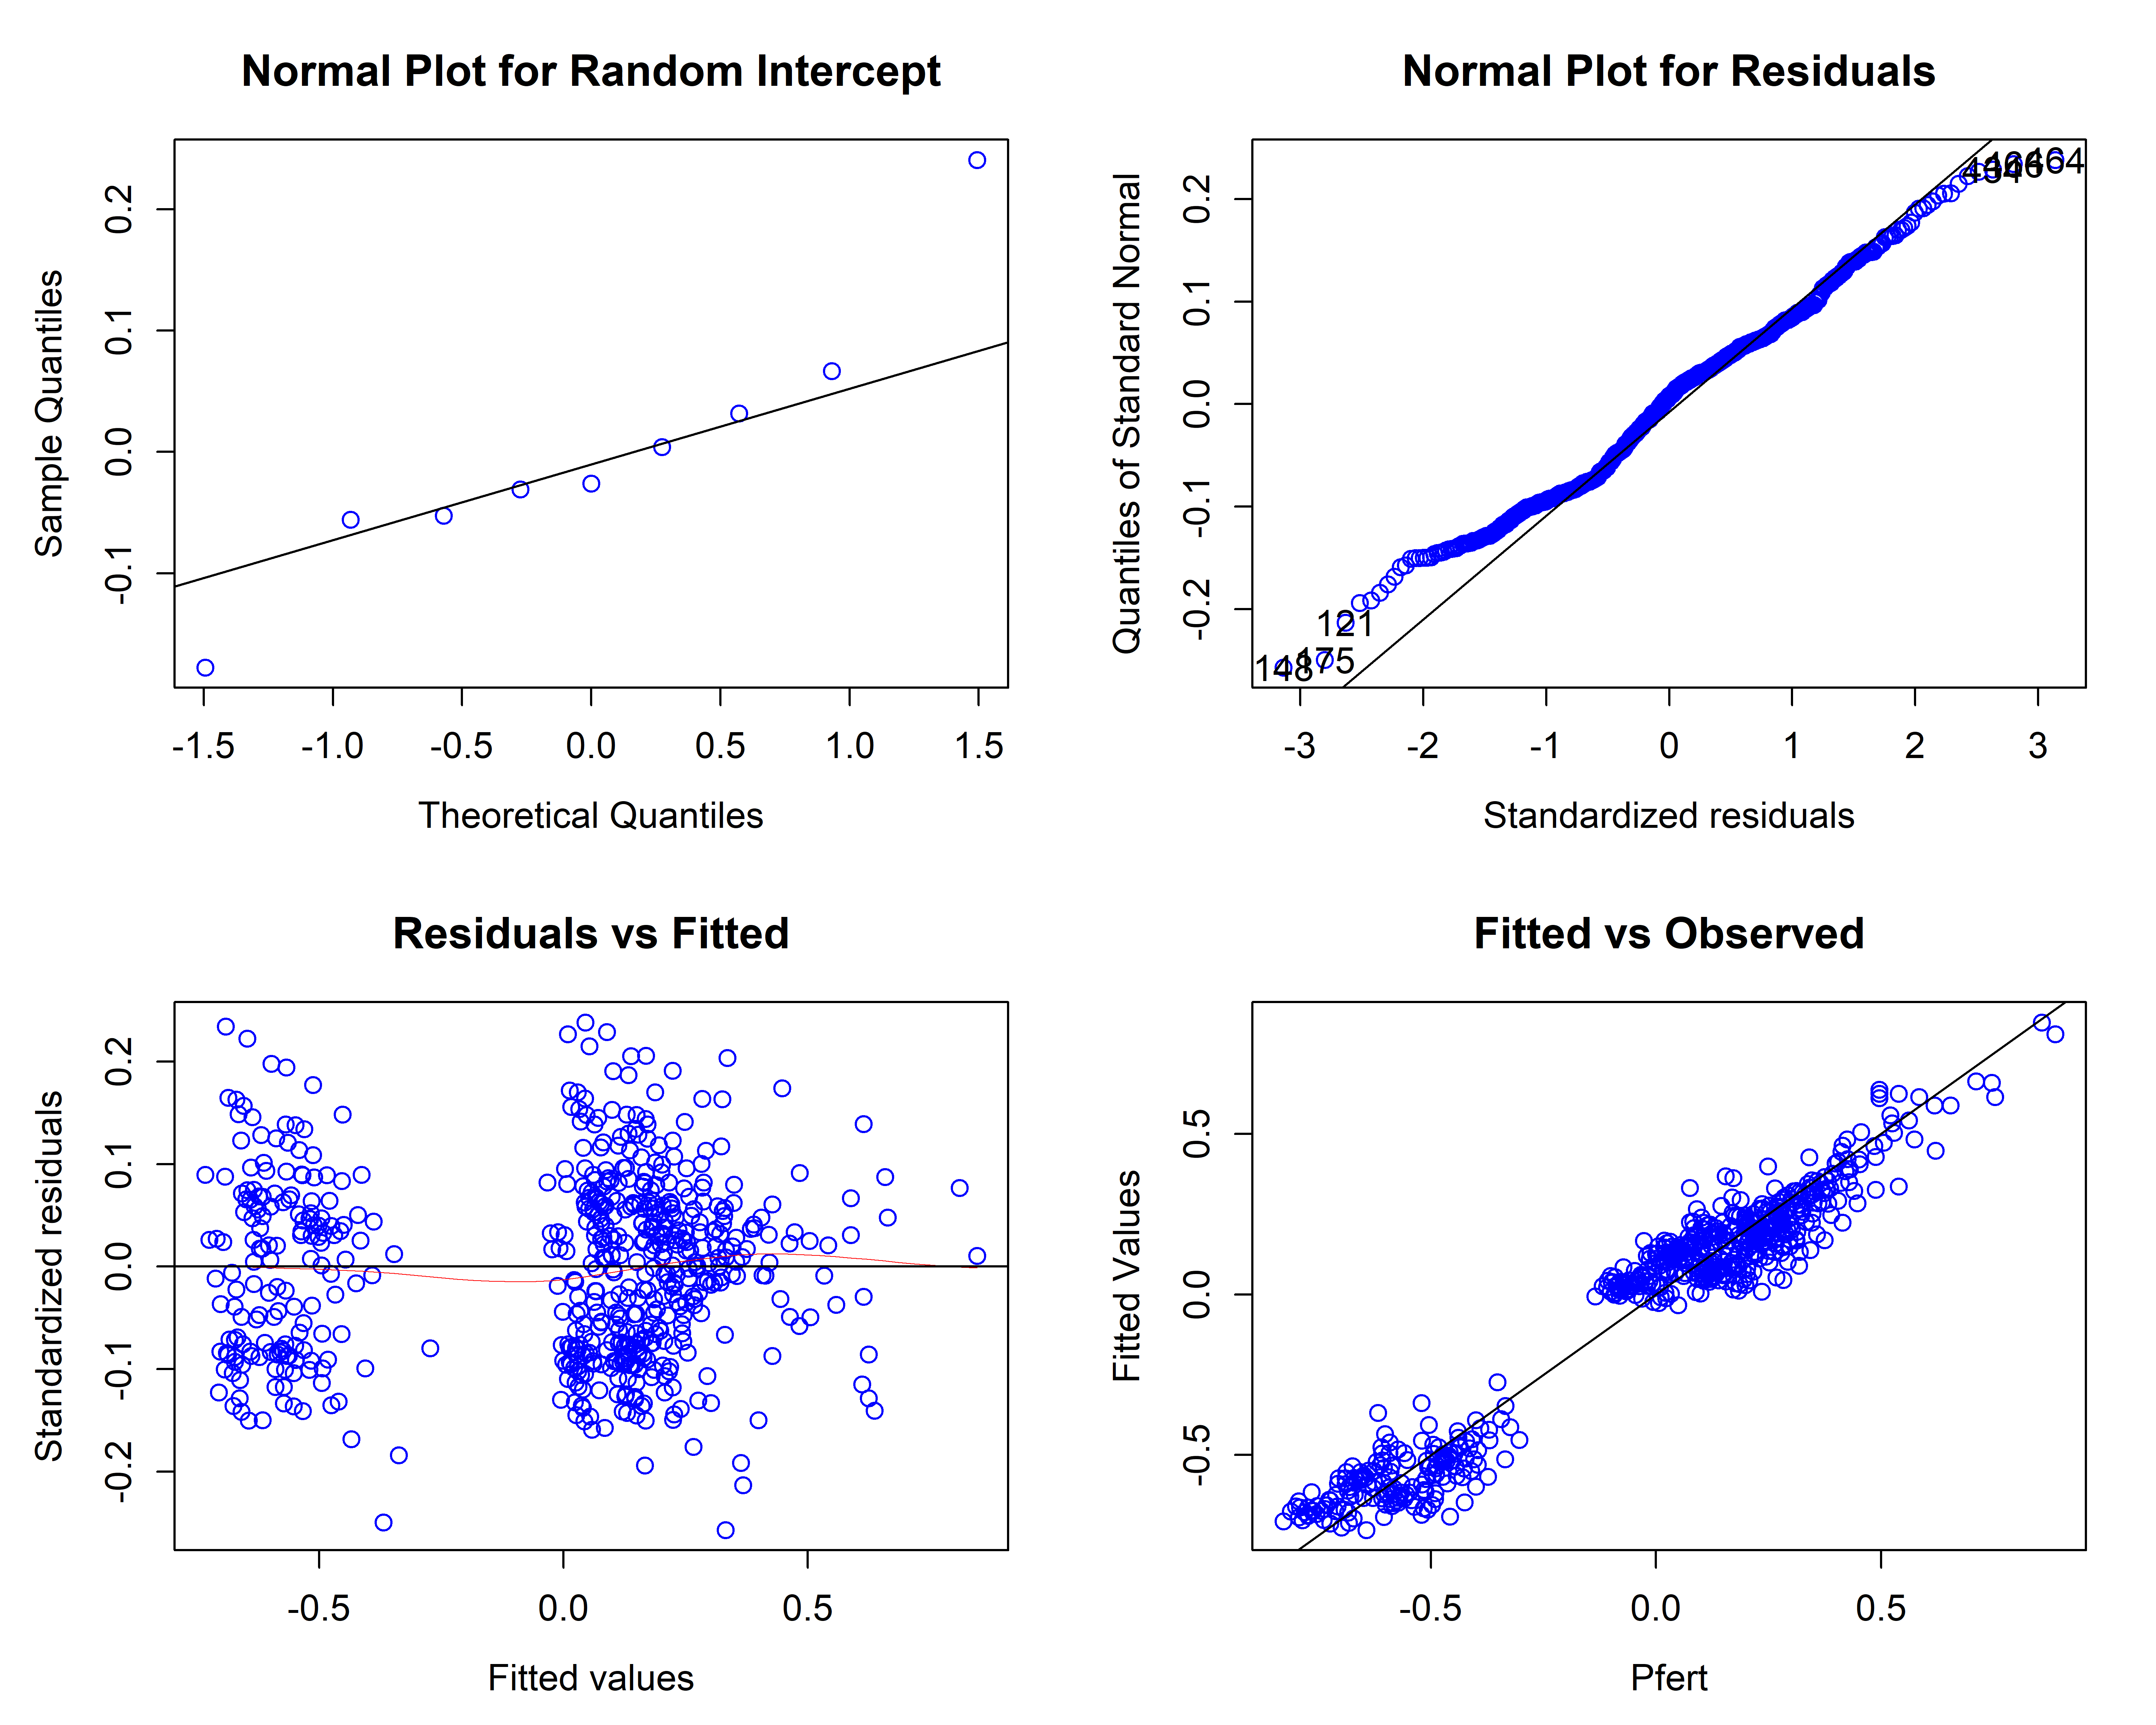 Normal Plot for Random Intercept
Sample Quantiles
0.2
0.1
0.0
-0.1
-1.5 -1.0 -0.5 0.0 0.5 1.0 1.5
Theoretical Quantiles
Normal Plot for Residuals
Quantiles of Standard Normal
0.2
0.1
0.0
-0.1
-0.2
464
121
175
148
-3 -2 -1 0 1 2 3
Standardized residuals
Residuals vs Fitted
Standardized residuals
0.2
0.1
0.0
-0.1
-0.2
-0.5 0.0 0.5
Fitted values
Fitted vs Observed
Fitted Values
0.5
0.0
-0.5
-0.5 0.0 0.5
Pfert